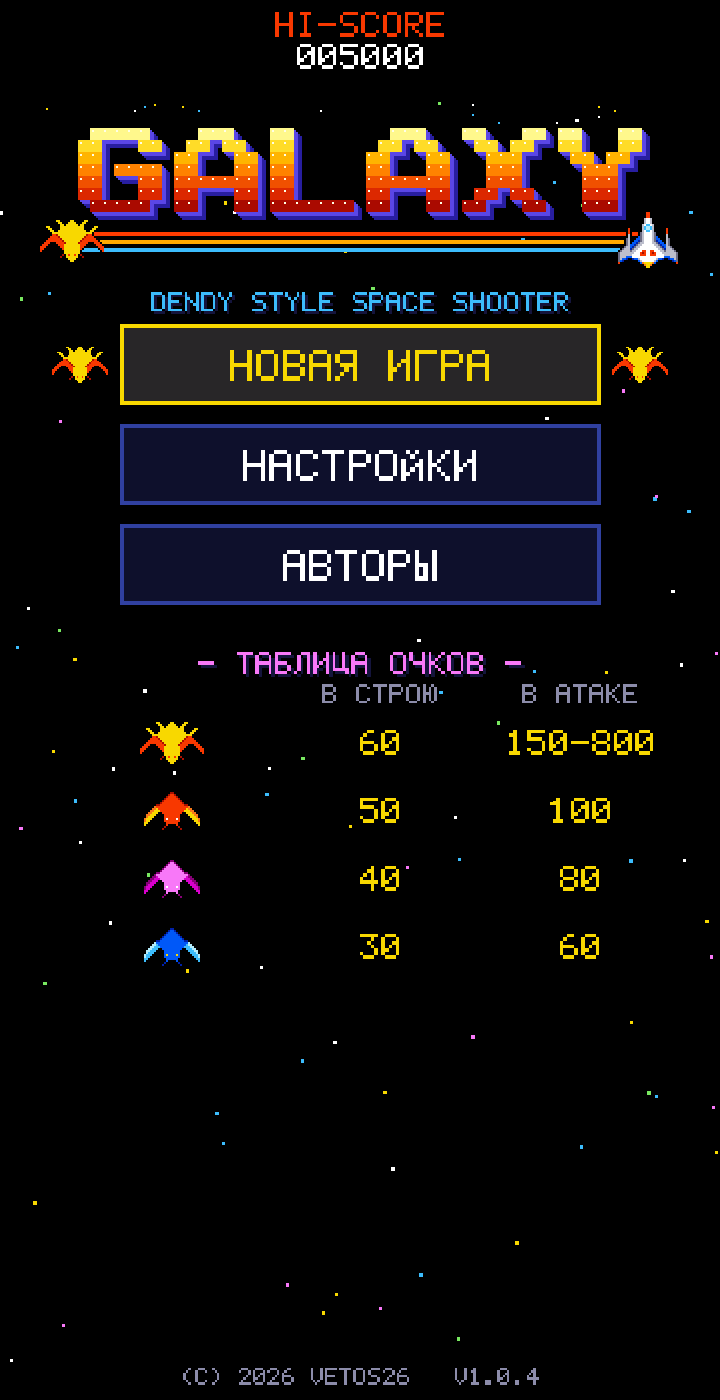 HI-SCORE
005000
GALAXY
DENDY STYLE SPACE SHOOTER
НОВАЯ ИГРА
НАСТРОЙКИ
АВТОРЫ
- ТАБЛИЦА ОЧКОВ -
В СТРОЮ В АТАКЕ
60 150-800
50 100
40 80
30 60
(C) 2026 VETOS26 V1.0.4